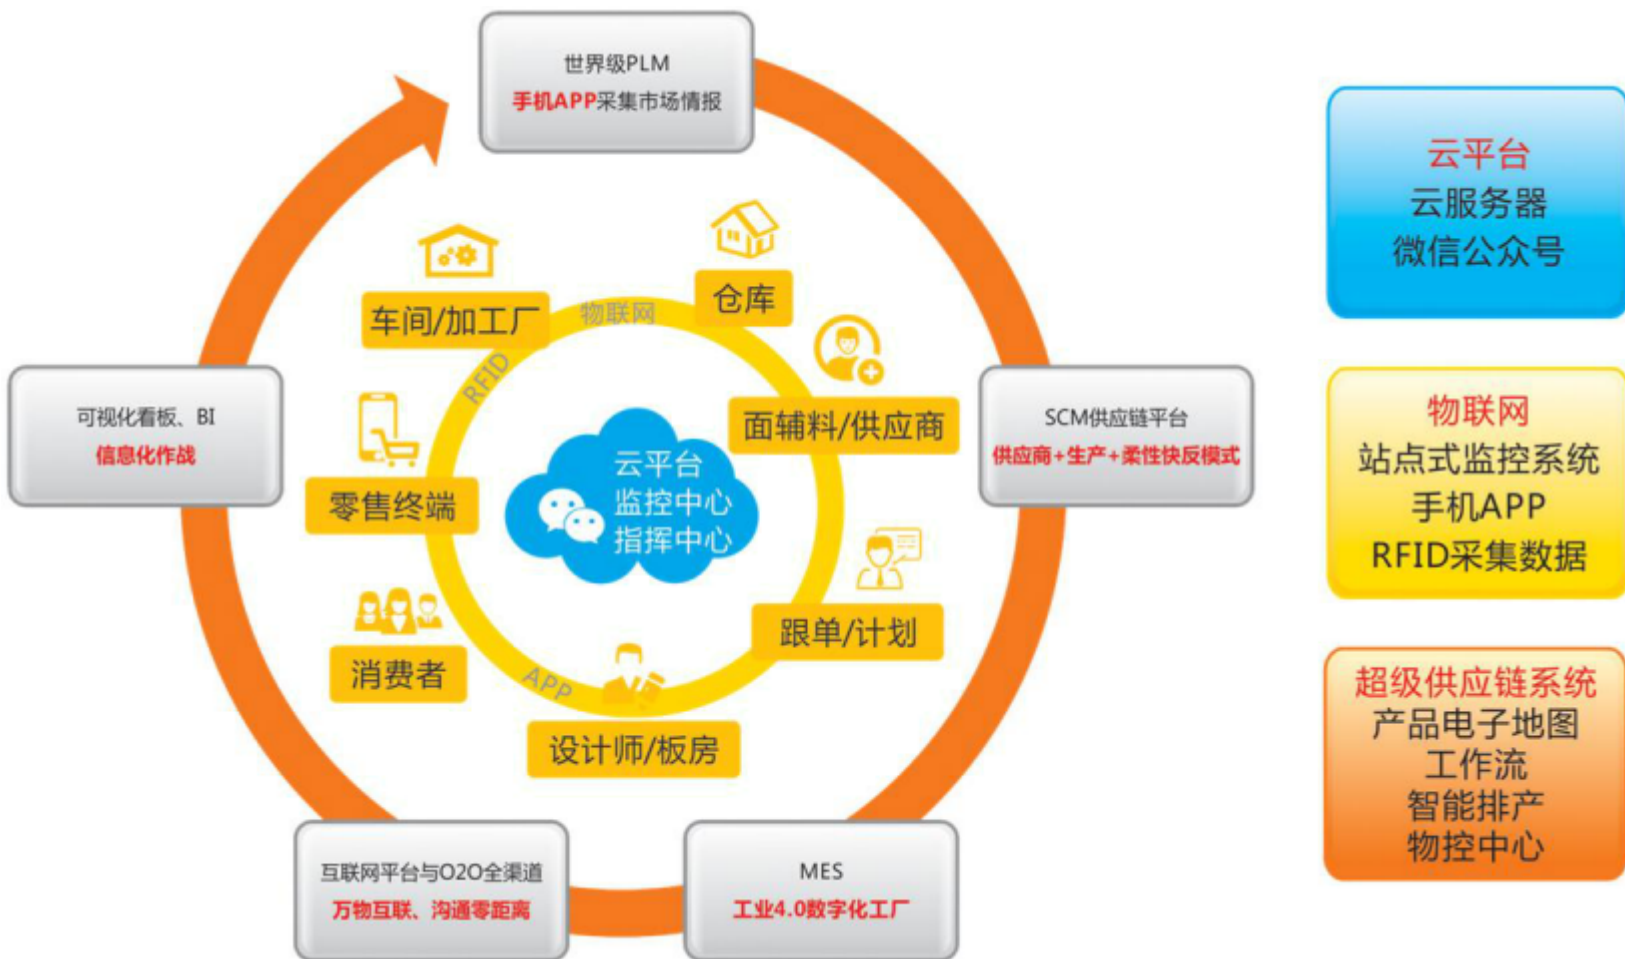 世界级PLM
手机APP采集市场情报
车间/加工厂
物联网
仓库
RFID
面辅料/供应商
可视化看板、BI
信息化作战
SCM供应链平台
供应商+生产+柔性快反模式
云平台
监控中心
指挥中心
零售终端
跟单/计划
消费者
APP
设计师/板房
互联网平台与O2O全渠道
万物互联、沟通零距离
MES
工业4.0数字化工厂
云平台
云服务器
微信公众号
物联网
站点式监控系统
手机APP
RFID采集数据
超级供应链系统
产品电子地图
工作流
智能排产
物控中心